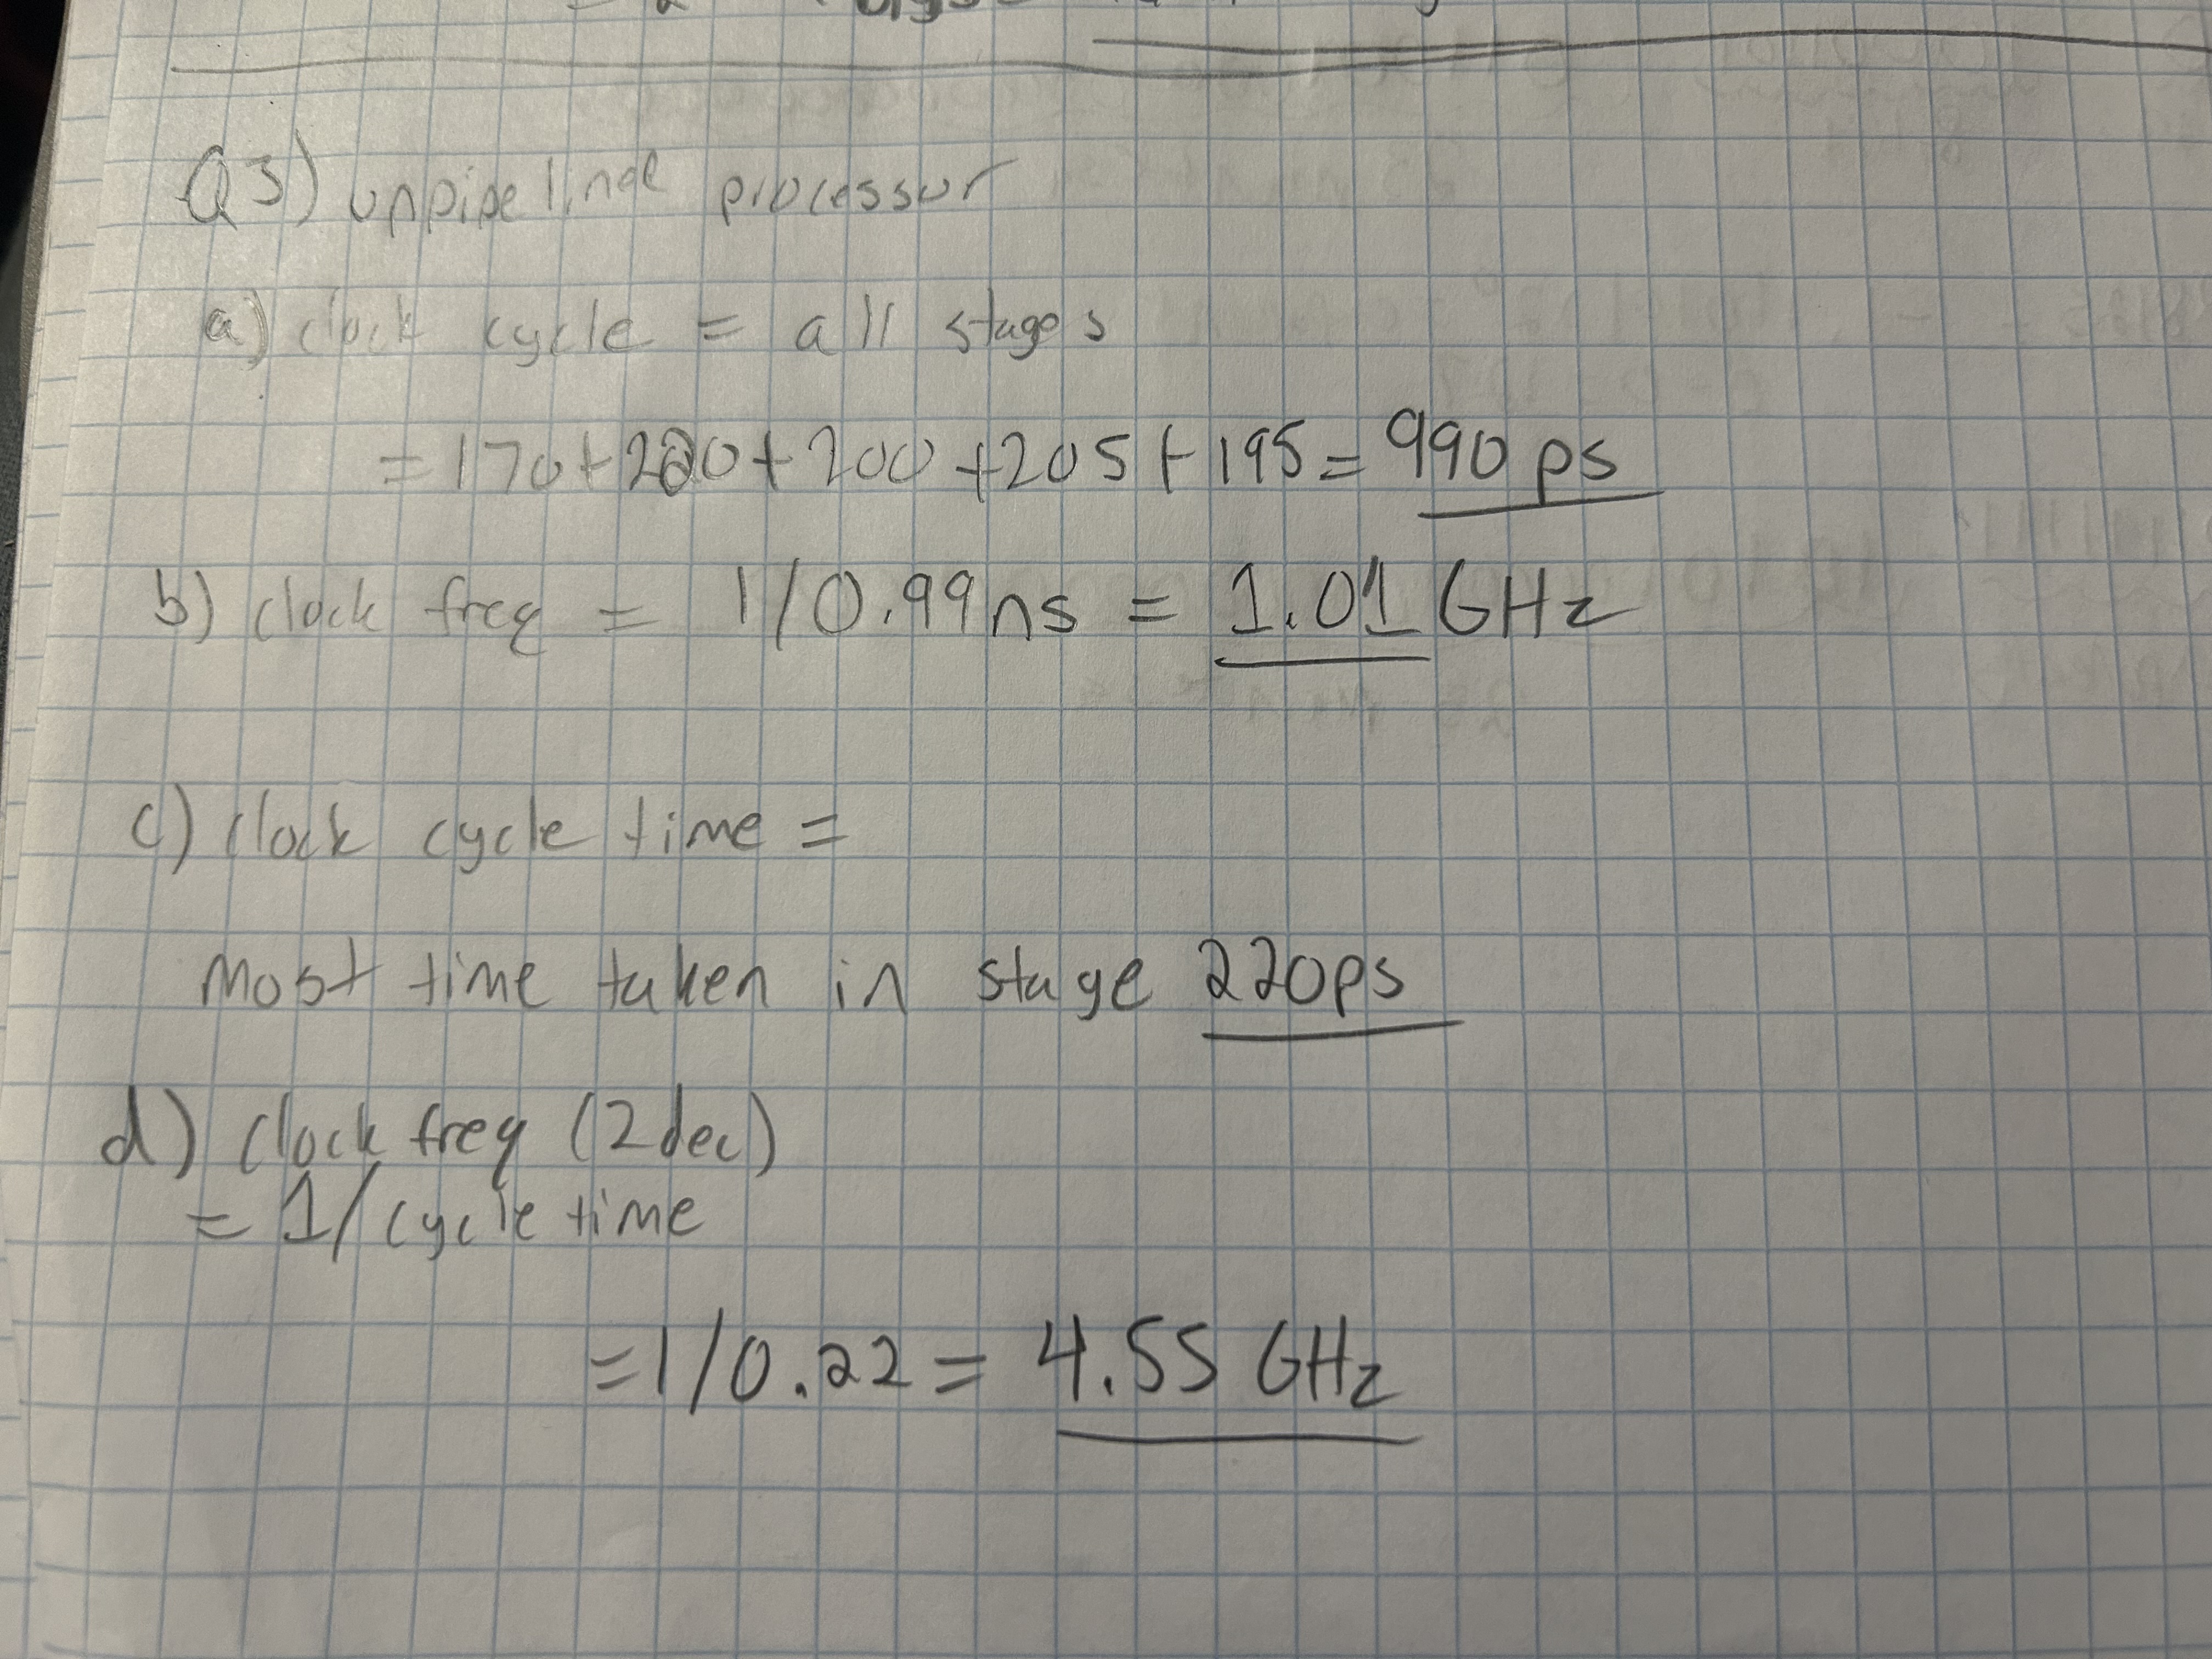 Q3) unpipelined processor
a) clock cycle = all stages
= 170+220+200+205+195= 990 ps
b) clock freq = 1/0.99ns = 1.01 GHz
c) clock cycle time =
most time taken in stage 220ps
d) clock freq (2dec)
= 1/cycle time
= 1/0.22 = 4.55 GHz